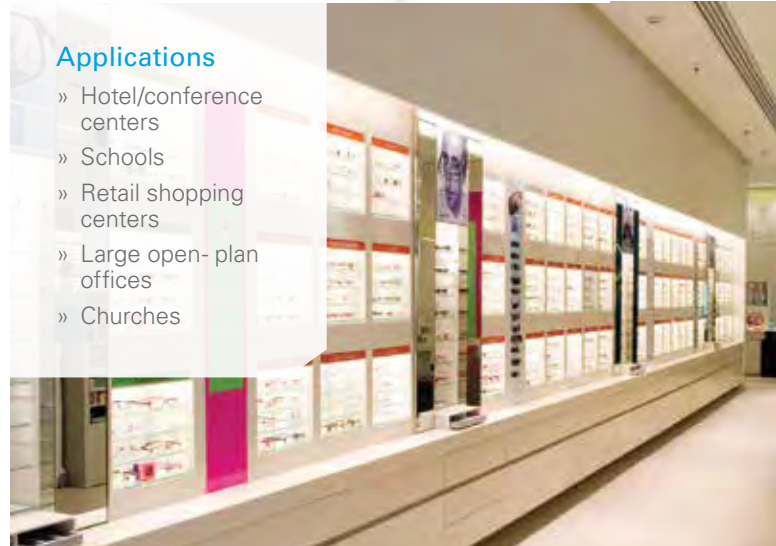 Applications
» Hotel/conference
centers
» Schools
» Retail shopping
centers
» Large open- plan
offices
» Churches